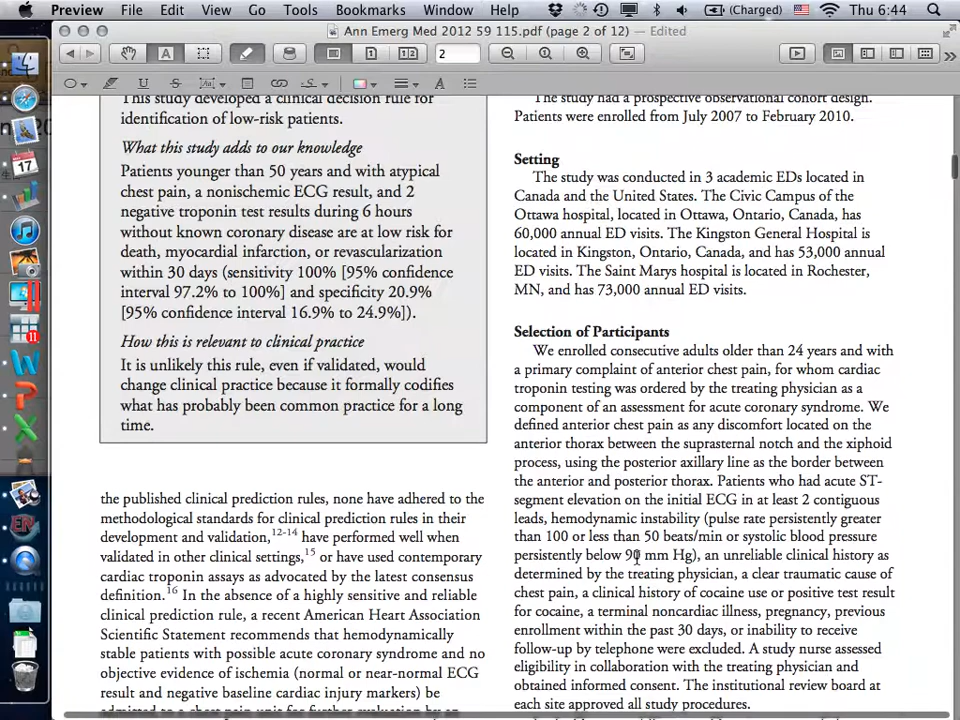 Preview File Edit View Go Tools Bookmarks Window Help (Charged) Thu 6:44
Ann Emerg Med 2012 59 115.pdf (page 2 of 12) — Edited
2
This study developed a clinical decision rule for
identification of low-risk patients.
What this study adds to our knowledge
Patients younger than 50 years and with atypical
chest pain, a nonischemic ECG result, and 2
negative troponin test results during 6 hours
without known coronary disease are at low risk for
death, myocardial infarction, or revascularization
within 30 days (sensitivity 100% [95% confidence
interval 97.2% to 100%] and specificity 20.9%
[95% confidence interval 16.9% to 24.9%]).
How this is relevant to clinical practice
It is unlikely this rule, even if validated, would
change clinical practice because it formally codifies
what has probably been common practice for a long
time.
the published clinical prediction rules, none have adhered to the
methodological standards for clinical prediction rules in their
development and validation,12-14 have performed well when
validated in other clinical settings,15 or have used contemporary
cardiac troponin assays as advocated by the latest consensus
definition.16 In the absence of a highly sensitive and reliable
clinical prediction rule, a recent American Heart Association
Scientific Statement recommends that hemodynamically
stable patients with possible acute coronary syndrome and no
objective evidence of ischemia (normal or near-normal ECG
result and negative baseline cardiac injury markers) be
admitted to a chest pain unit for further evaluation by an
The study had a prospective observational cohort design.
Patients were enrolled from July 2007 to February 2010.
Setting
The study was conducted in 3 academic EDs located in
Canada and the United States. The Civic Campus of the
Ottawa hospital, located in Ottawa, Ontario, Canada, has
60,000 annual ED visits. The Kingston General Hospital is
located in Kingston, Ontario, Canada, and has 53,000 annual
ED visits. The Saint Marys hospital is located in Rochester,
MN, and has 73,000 annual ED visits.
Selection of Participants
We enrolled consecutive adults older than 24 years and with
a primary complaint of anterior chest pain, for whom cardiac
troponin testing was ordered by the treating physician as a
component of an assessment for acute coronary syndrome. We
defined anterior chest pain as any discomfort located on the
anterior thorax between the suprasternal notch and the xiphoid
process, using the posterior axillary line as the border between
the anterior and posterior thorax. Patients who had acute ST-
segment elevation on the initial ECG in at least 2 contiguous
leads, hemodynamic instability (pulse rate persistently greater
than 100 or less than 50 beats/min or systolic blood pressure
persistently below 90 mm Hg), an unreliable clinical history as
determined by the treating physician, a clear traumatic cause of
chest pain, a clinical history of cocaine use or positive test result
for cocaine, a terminal noncardiac illness, pregnancy, previous
enrollment within the past 30 days, or inability to receive
follow-up by telephone were excluded. A study nurse assessed
eligibility in collaboration with the treating physician and
obtained informed consent. The institutional review board at
each site approved all study procedures.
17
11